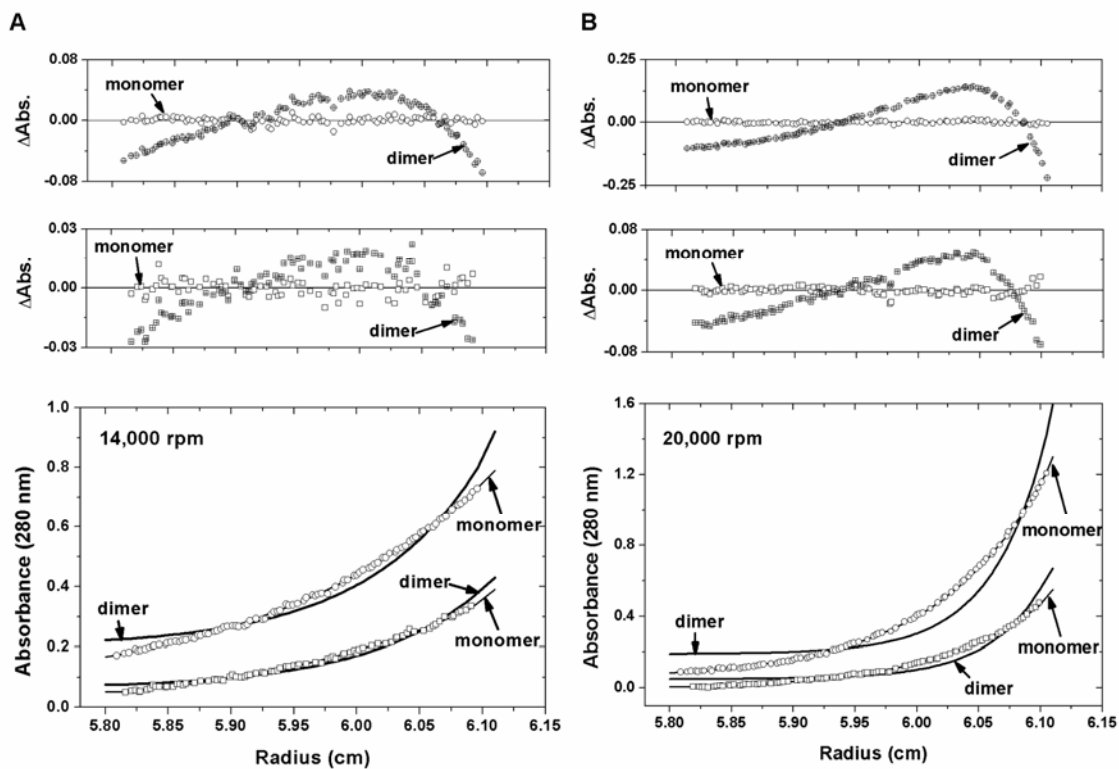 A
0.08
0.00
-0.08
ΔAbs.
monomer
dimer
0.03
0.00
-0.03
ΔAbs.
monomer
dimer
1.0
0.8
0.6
0.4
0.2
0.0
Absorbance (280 nm)
14,000 rpm
monomer
dimer
dimer
monomer
5.80 5.85 5.90 5.95 6.00 6.05 6.10 6.15
Radius (cm)
B
0.25
0.00
-0.25
ΔAbs.
monomer
dimer
0.08
0.00
-0.08
ΔAbs.
monomer
dimer
1.6
1.2
0.8
0.4
0.0
Absorbance (280 nm)
20,000 rpm
monomer
dimer
monomer
dimer
5.80 5.85 5.90 5.95 6.00 6.05 6.10 6.15
Radius (cm)